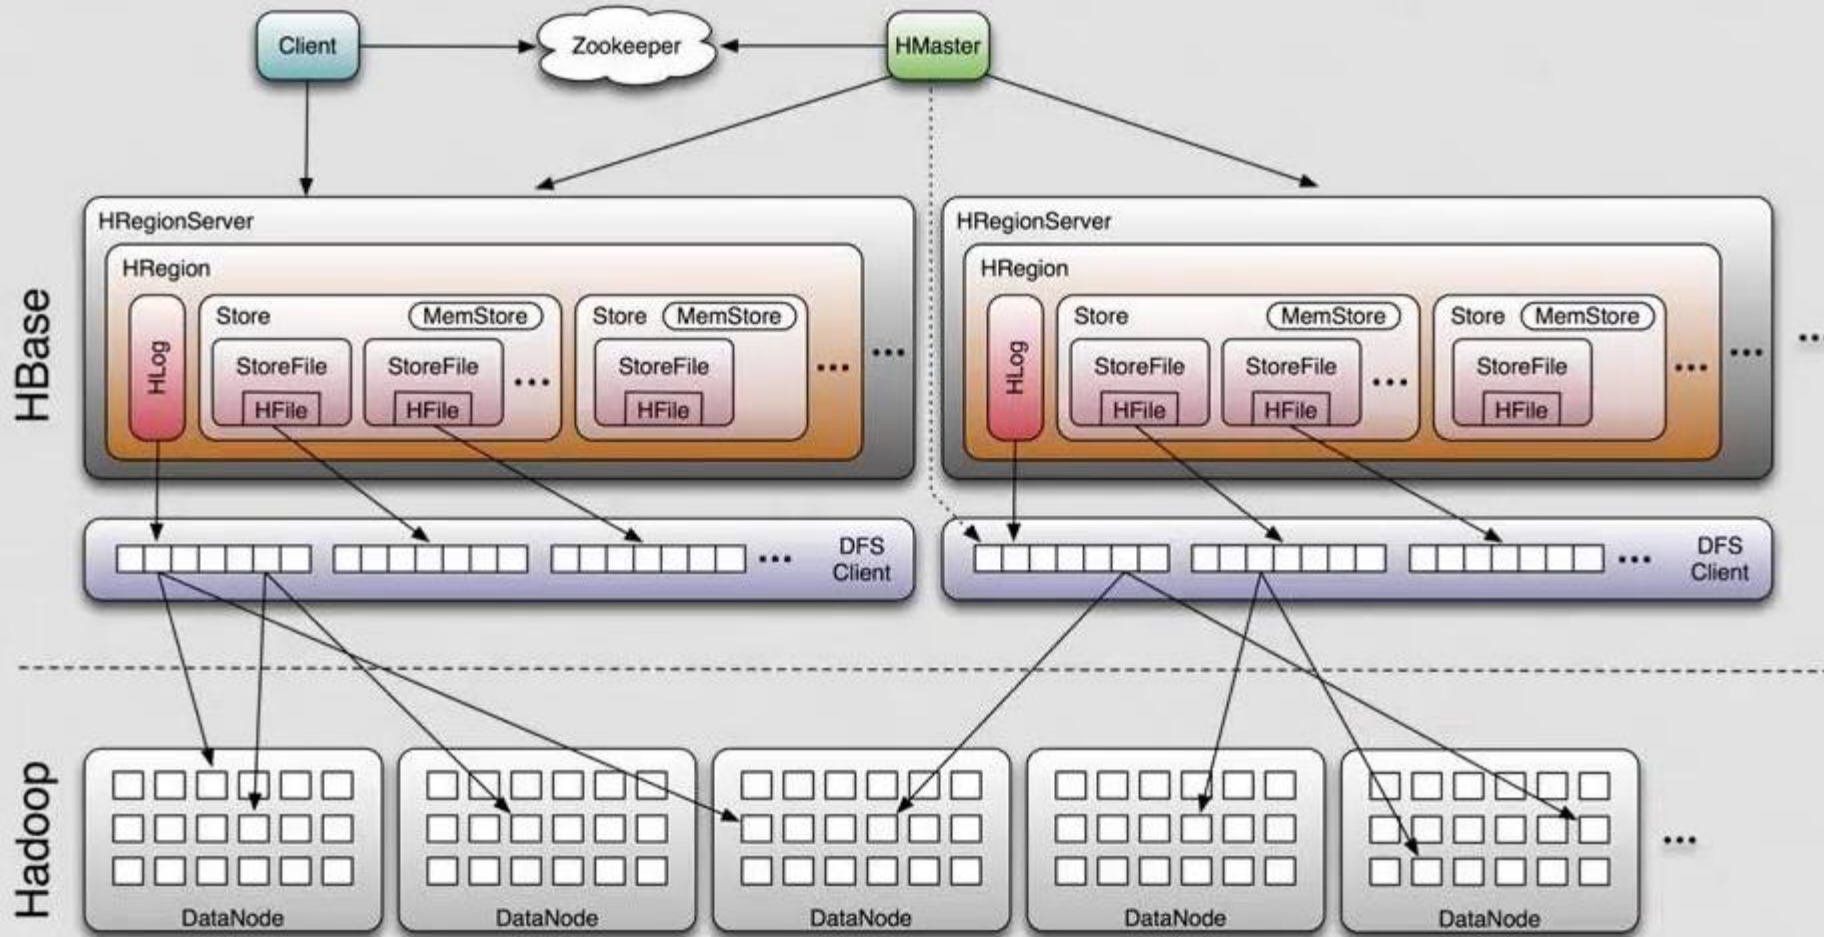 Client
Zookeeper
HMaster
HBase
HRegionServer
HRegion
HLog
Store
MemStore
StoreFile
HFile
StoreFile
HFile
...
Store
MemStore
StoreFile
HFile
...
...
HRegionServer
HRegion
HLog
Store
MemStore
StoreFile
HFile
StoreFile
HFile
...
Store
MemStore
StoreFile
HFile
...
...
...
...
DFS
Client
...
DFS
Client
Hadoop
DataNode
DataNode
DataNode
DataNode
DataNode
...